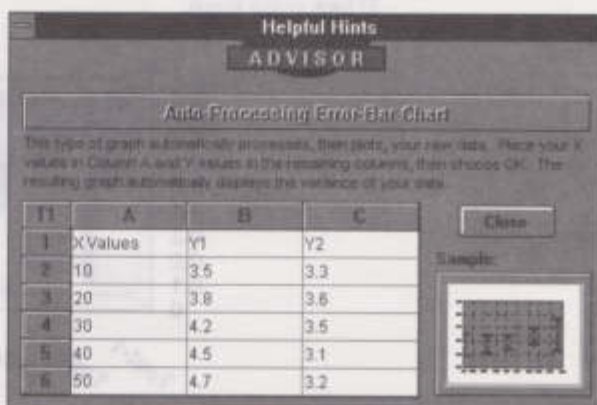 Helpful Hints
ADVISOR
Auto-Processing Error-Bar Chart
This type of graph automatically processes, then plots, your raw data. Place your X
values in Column A and Y values in the remaining columns, then choose OK. The
resulting graph automatically displays the variance of your data.
T1 A B C
1 X Values Y1 Y2
2 10 3.5 3.3
3 20 3.8 3.6
4 30 4.2 3.5
5 40 4.5 3.1
6 50 4.7 3.2
Close
Sample: